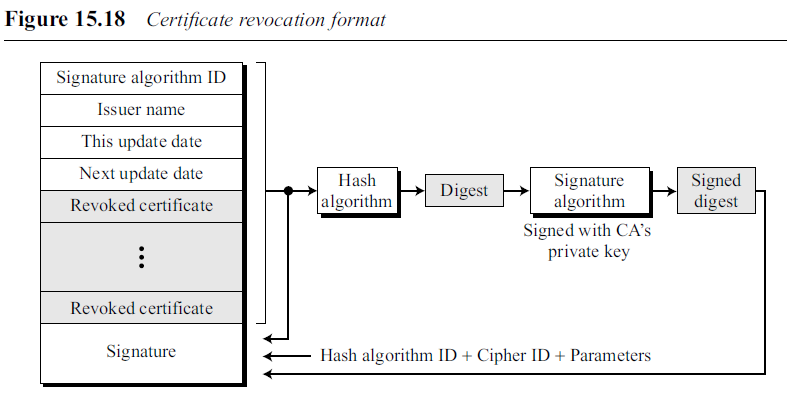 Figure 15.18 Certificate revocation format
Signature algorithm ID
Issuer name
This update date
Next update date
Revoked certificate
Revoked certificate
Signature
Hash
algorithm
Digest
Signature
algorithm
Signed with CA's
private key
Signed
digest
Hash algorithm ID + Cipher ID + Parameters